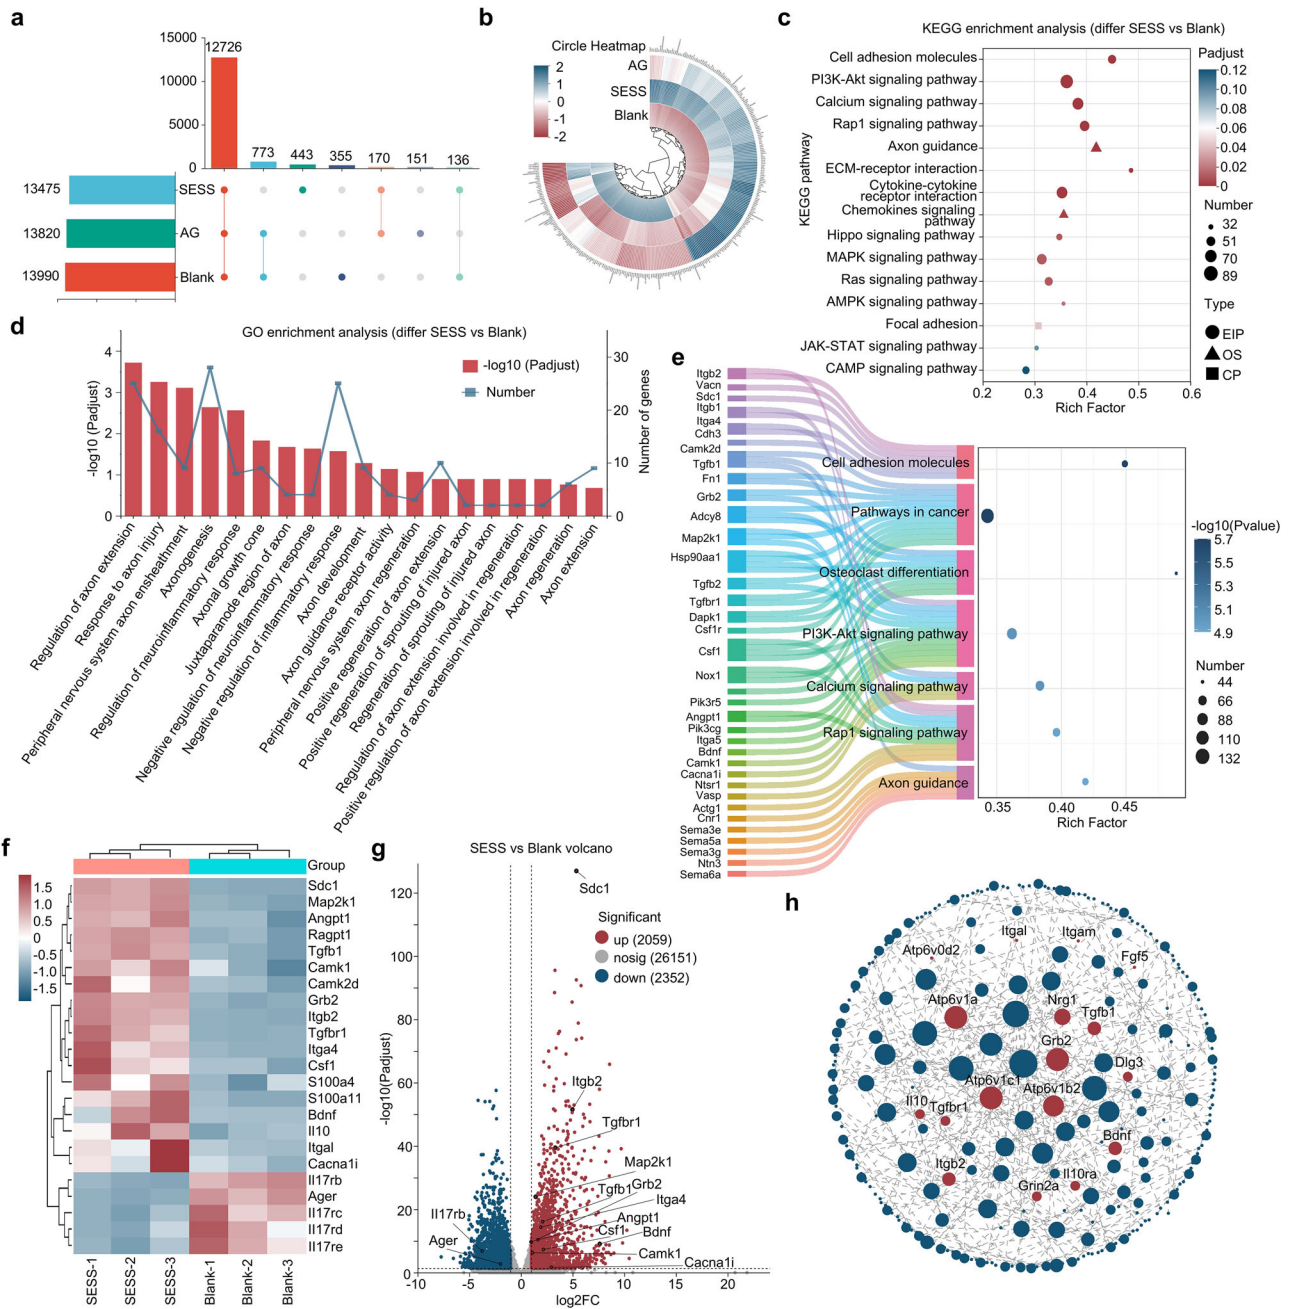 a
15000
10000
5000
0
12726
773
443
355
170
151
136
13475
SESS
13820
AG
13990
Blank
b
Circle Heatmap
AG
SESS
Blank
2
1
0
-1
-2
c
KEGG enrichment analysis (differ SESS vs Blank)
KEGG pathway
Cell adhesion molecules
PI3K-Akt signaling pathway
Calcium signaling pathway
Rap1 signaling pathway
Axon guidance
ECM-receptor interaction
Cytokine-cytokine
receptor interaction
Chemokines signaling
pathway
Hippo signaling pathway
MAPK signaling pathway
Ras signaling pathway
AMPK signaling pathway
Focal adhesion
JAK-STAT signaling pathway
CAMP signaling pathway
0.2
0.3
0.4
0.5
0.6
Rich Factor
Padjust
0.12
0.10
0.08
0.06
0.04
0.02
0
Number
32
51
70
89
Type
EIP
OS
CP
d
GO enrichment analysis (differ SESS vs Blank)
-log10 (Padjust)
Number
-log10 (Padjust)
4
3
2
1
0
30
20
10
0
Number of genes
Regulation of axon extension
Response to axon injury
Peripheral nervous system axon ensheathment
Axonogenesis
Regulation of neuroinflammatory response
Axonal growth cone
Juxtaparanode region of axon
Negative regulation of neuroinflammatory response
Negative regulation of inflammatory response
Axon development
Axon guidance receptor activity
Peripheral nervous system axon regeneration
Positive regeneration of axon extension
Positive regeneration of sprouting of injured axon
Regeneration of sprouting of injured axon
Regulation of axon extension involved in regeneration
Positive regulation of axon extension involved in regeneration
Axon regeneration
Axon extension
e
Itgb2
Vacn
Sdc1
Itgb1
Itga4
Cdh3
Camk2d
Tgfb1
Fn1
Grb2
Adcy8
Map2k1
Hsp90aa1
Tgfb2
Tgfbr1
Dapk1
Csf1r
Csf1
Nox1
Pik3r5
Angpt1
Pik3cg
Itga5
Bdnf
Camk1
Cacna1i
Ntsr1
Vasp
Actg1
Cnr1
Sema3e
Sema5a
Sema3g
Ntn3
Sema6a
Cell adhesion molecules
Pathways in cancer
Osteoclast differentiation
PI3K-Akt signaling pathway
Calcium signaling pathway
Rap1 signaling pathway
Axon guidance
0.35
0.40
0.45
Rich Factor
-log10(Pvalue)
5.7
5.5
5.3
5.1
4.9
Number
44
66
88
110
132
f
Group
1.5
1.0
0.5
0
-0.5
-1.0
-1.5
Sdc1
Map2k1
Angpt1
Ragpt1
Tgfb1
Camk1
Camk2d
Grb2
Itgb2
Tgfbr1
Itga4
Csf1
S100a4
S100a11
Bdnf
Il10
Itgal
Cacna1i
Il17rb
Ager
Il17rc
Il17rd
Il17re
SESS-1
SESS-2
SESS-3
Blank-1
Blank-2
Blank-3
g
SESS vs Blank volcano
-log10(Padjust)
120
100
80
60
40
20
0
-10
-5
0
5
10
15
20
log2FC
Significant
up (2059)
nosig (26151)
down (2352)
Sdc1
Itgb2
Tgfbr1
Map2k1
Tgfb1
Grb2
Itga4
Angpt1
Csf1
Bdnf
Camk1
Cacna1i
Il17rb
Ager
h
Itgal
Itgam
Atp6v0d2
Fgf5
Atp6v1a
Nrg1
Tgfb1
Grb2
Dlg3
Atp6v1c1
Atp6v1b2
Il10
Tgfbr1
Bdnf
Itgb2
Il10ra
Grin2a